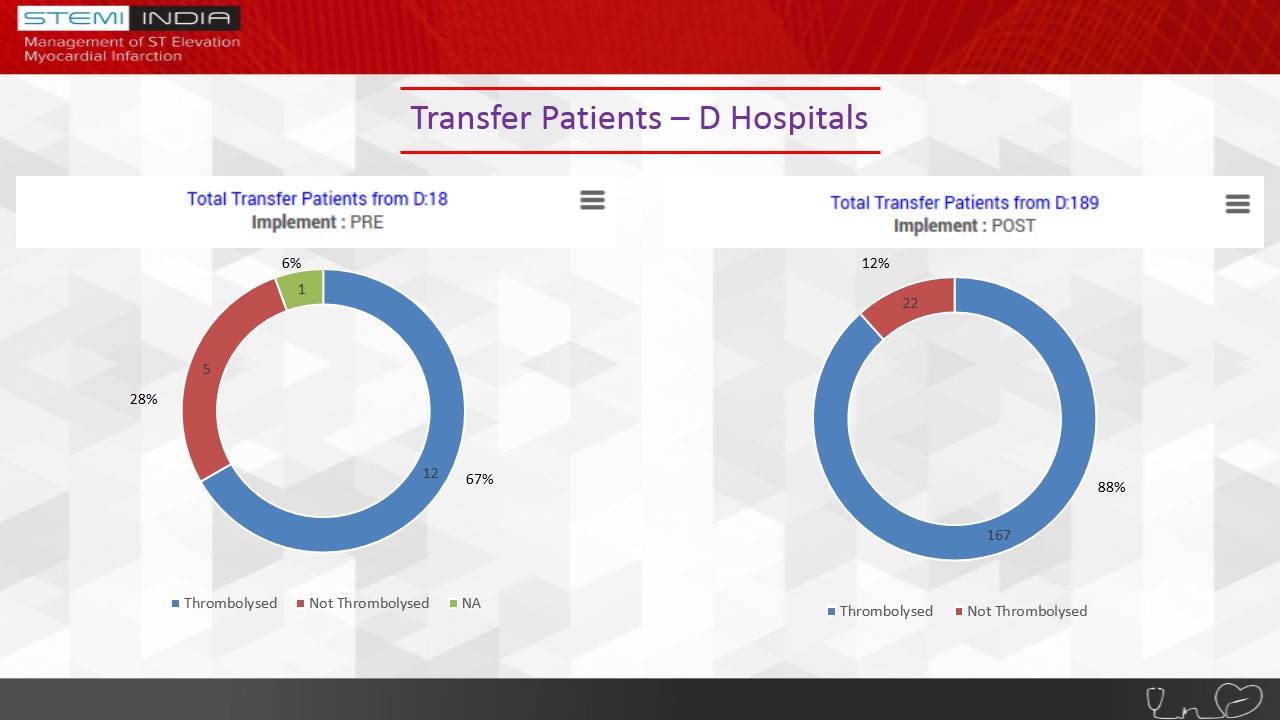 STEMI INDIA
Management of ST Elevation
Myocardial Infarction
Transfer Patients – D Hospitals
Total Transfer Patients from D:18
Implement : PRE
6%
1
5
28%
12
67%
Thrombolysed Not Thrombolysed NA
Total Transfer Patients from D:189
Implement : POST
12%
22
88%
167
Thrombolysed Not Thrombolysed